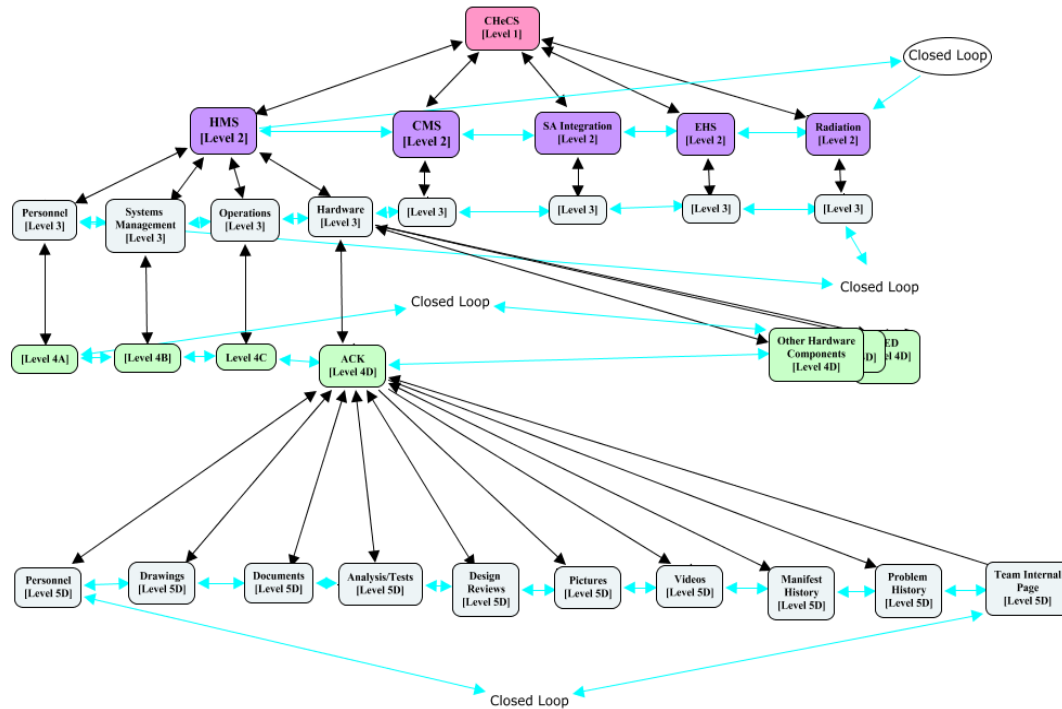 CHeCS
[Level 1]
Closed Loop
HMS
[Level 2]
CMS
[Level 2]
SA Integration
[Level 2]
EHS
[Level 2]
Radiation
[Level 2]
Personnel
[Level 3]
Systems
Management
[Level 3]
Operations
[Level 3]
Hardware
[Level 3]
[Level 3]
[Level 3]
[Level 3]
[Level 3]
Closed Loop
Closed Loop
[Level 4A]
[Level 4B]
Level 4C
ACK
[Level 4D]
Other Hardware
Components
[Level 4D]
D]
ED
el 4D]
Personnel
[Level 5D]
Drawings
[Level 5D]
Documents
[Level 5D]
Analysis/Tests
[Level 5D]
Design
Reviews
[Level 5D]
Pictures
[Level 5D]
Videos
[Level 5D]
Manifest
History
[Level 5D]
Problem
History
[Level 5D]
Team Internal
Page
[Level 5D]
Closed Loop